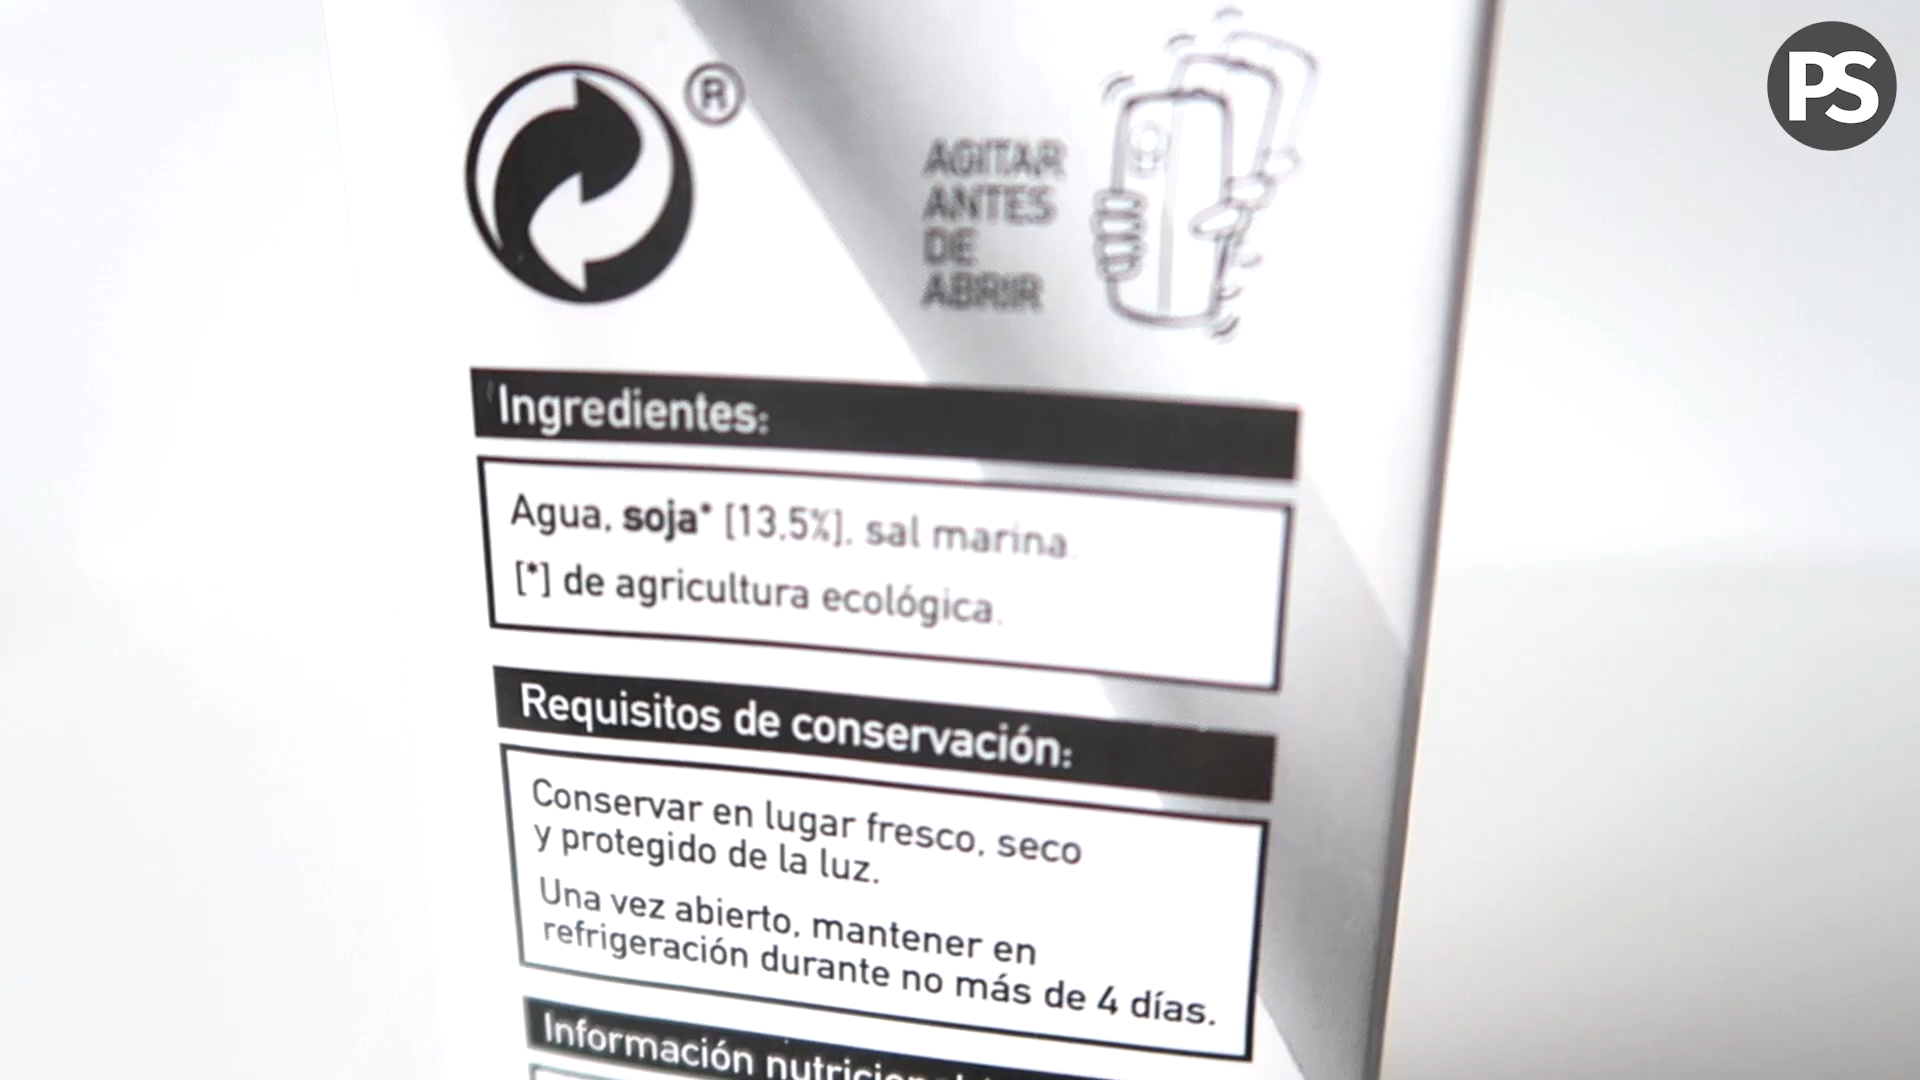 PS
®
AGITAR
ANTES
DE
ABRIR
Ingredientes:
Agua, soja* [13,5%], sal marina.
[*] de agricultura ecológica.
Requisitos de conservación:
Conservar en lugar fresco, seco
y protegido de la luz.
Una vez abierto, mantener en
refrigeración durante no más de 4 días.
Información